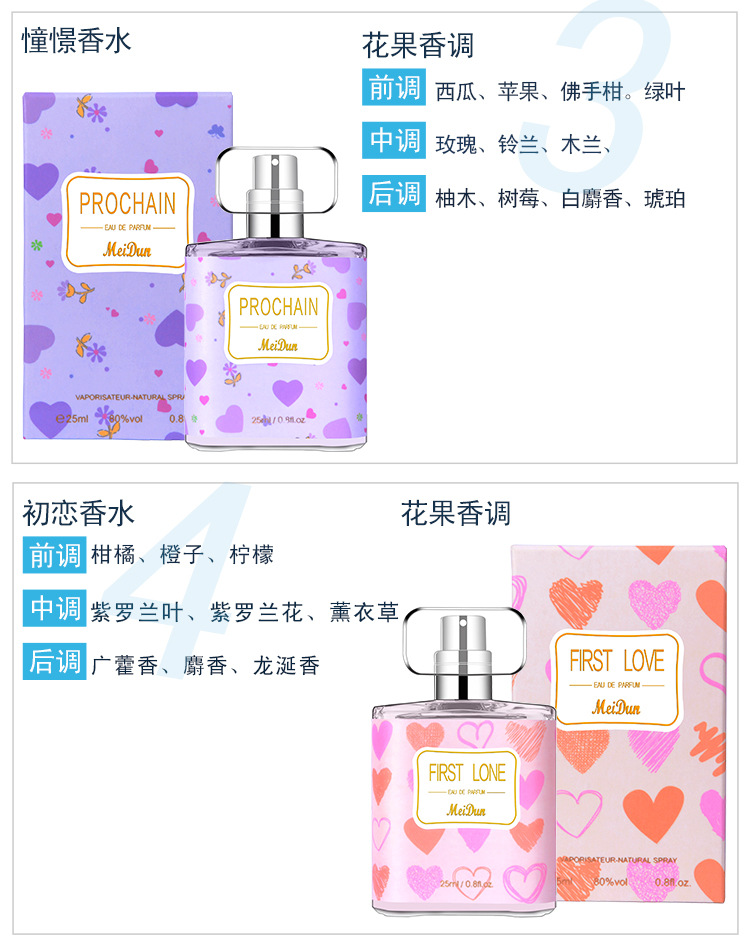 3
憧憬香水
花果香调
前调 西瓜、苹果、佛手柑。绿叶
中调 玫瑰、铃兰、木兰、
后调 柚木、树莓、白麝香、琥珀
PROCHAIN
EAU DE PARFUM
MeiDun
VAPORISATEUR-NATURAL SPRA
℮25ml 80%vol 0.8
PROCHAIN
EAU DE PARFUM
MeiDun
25ml / 0.8fl.oz.
4
初恋香水
花果香调
前调 柑橘、橙子、柠檬
中调 紫罗兰叶、紫罗兰花、薰衣草
后调 广藿香、麝香、龙涎香
FIRST LOVE
EAU DE PARFUM
MeiDun
VAPORISATEUR-NATURAL SPRAY
5ml 80%vol 0.8fl.oz.
FIRST LONE
EAU DE PARFUM
MeiDun
25ml / 0.8fl.oz.